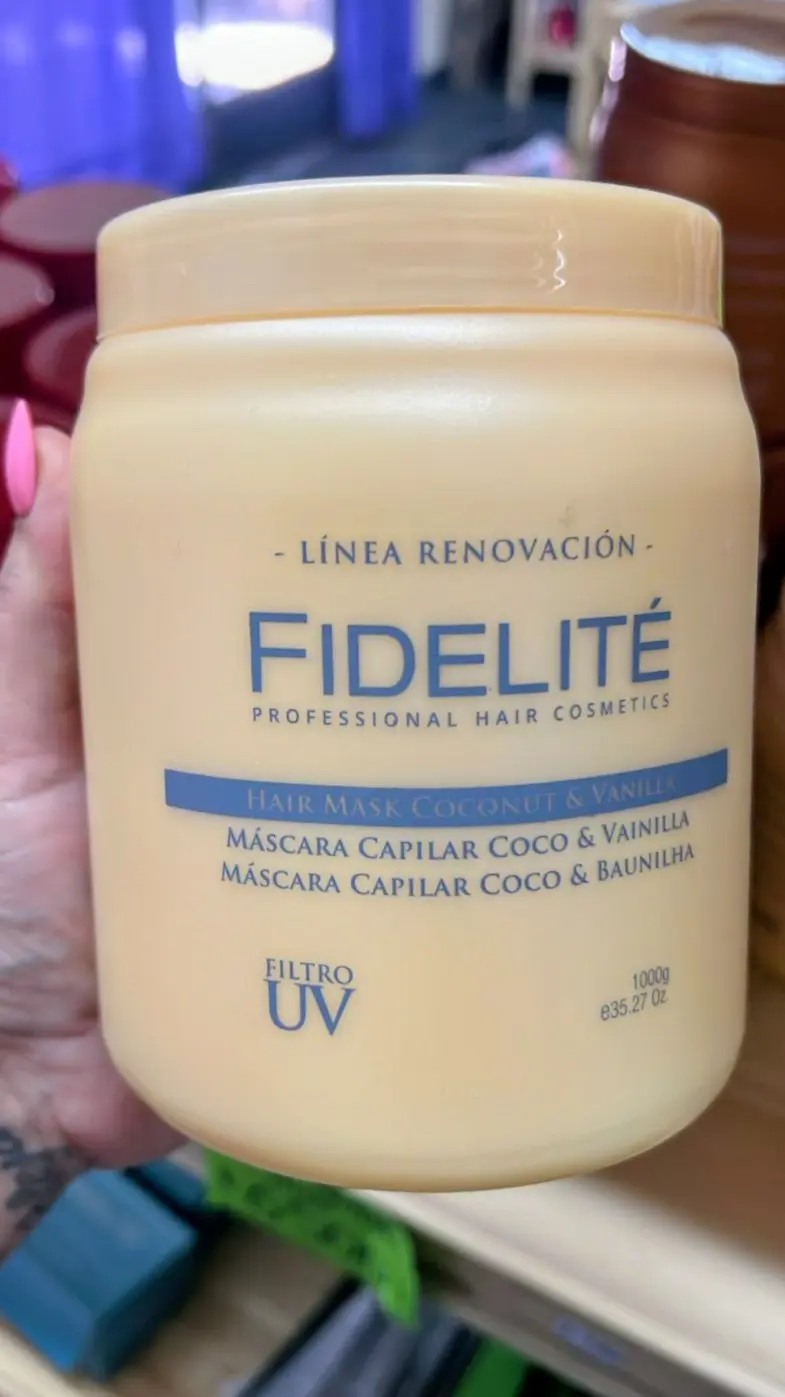 - LÍNEA RENOVACIÓN -
FIDELITÉ
PROFESSIONAL HAIR COSMETICS
HAIR MASK COCONUT & VANILLA
MÁSCARA CAPILAR COCO & VAINILLA
MÁSCARA CAPILAR COCO & BAUNILHA
FILTRO
UV
1000g
e35.27 Oz.